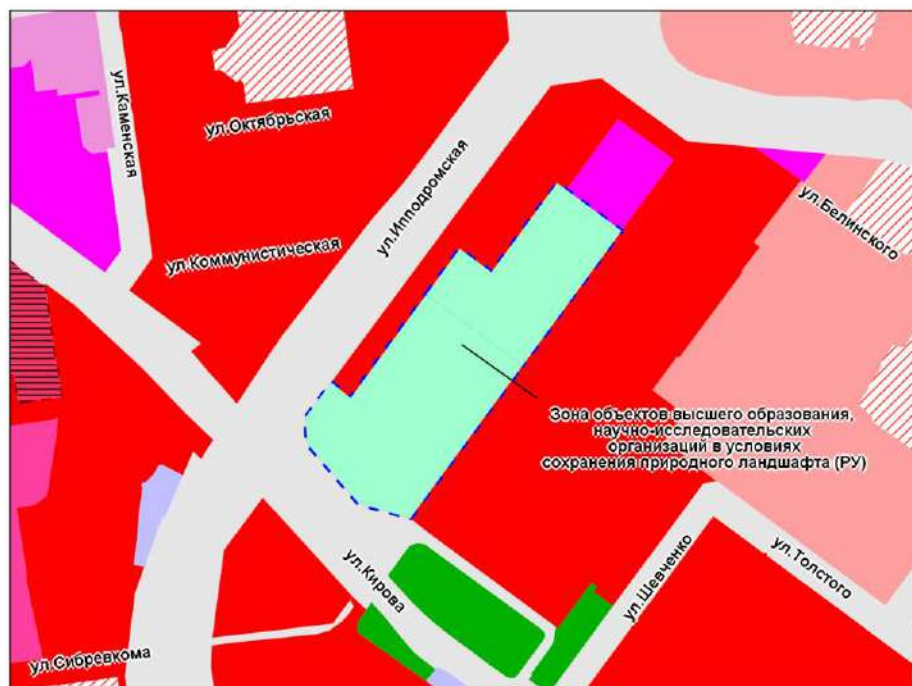 ул.Каменская
ул.Октябрьская
ул.Ипподромская
ул.Белинского
ул.Коммунистическая
Зона объектов высшего образования,
научно-исследовательских
организаций в условиях
сохранения природного ландшафта (РУ)
ул.Кирова
ул.Шевченко
ул.Толстого
ул.Сибревкома